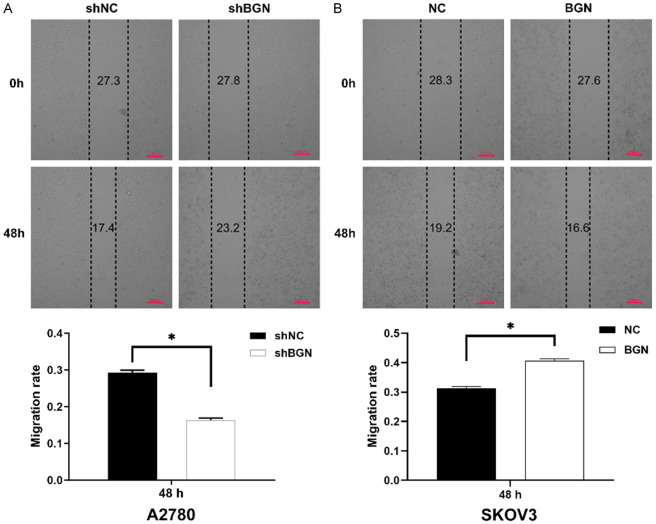 A
shNC
shBGN
0h
27.3
27.8
48h
17.4
23.2
Migration rate
0.4
0.3
0.2
0.1
0.0
*
shNC
shBGN
48 h
A2780
B
NC
BGN
0h
28.3
27.6
48h
19.2
16.6
Migration rate
0.5
0.4
0.3
0.2
0.1
0.0
*
NC
BGN
48 h
SKOV3